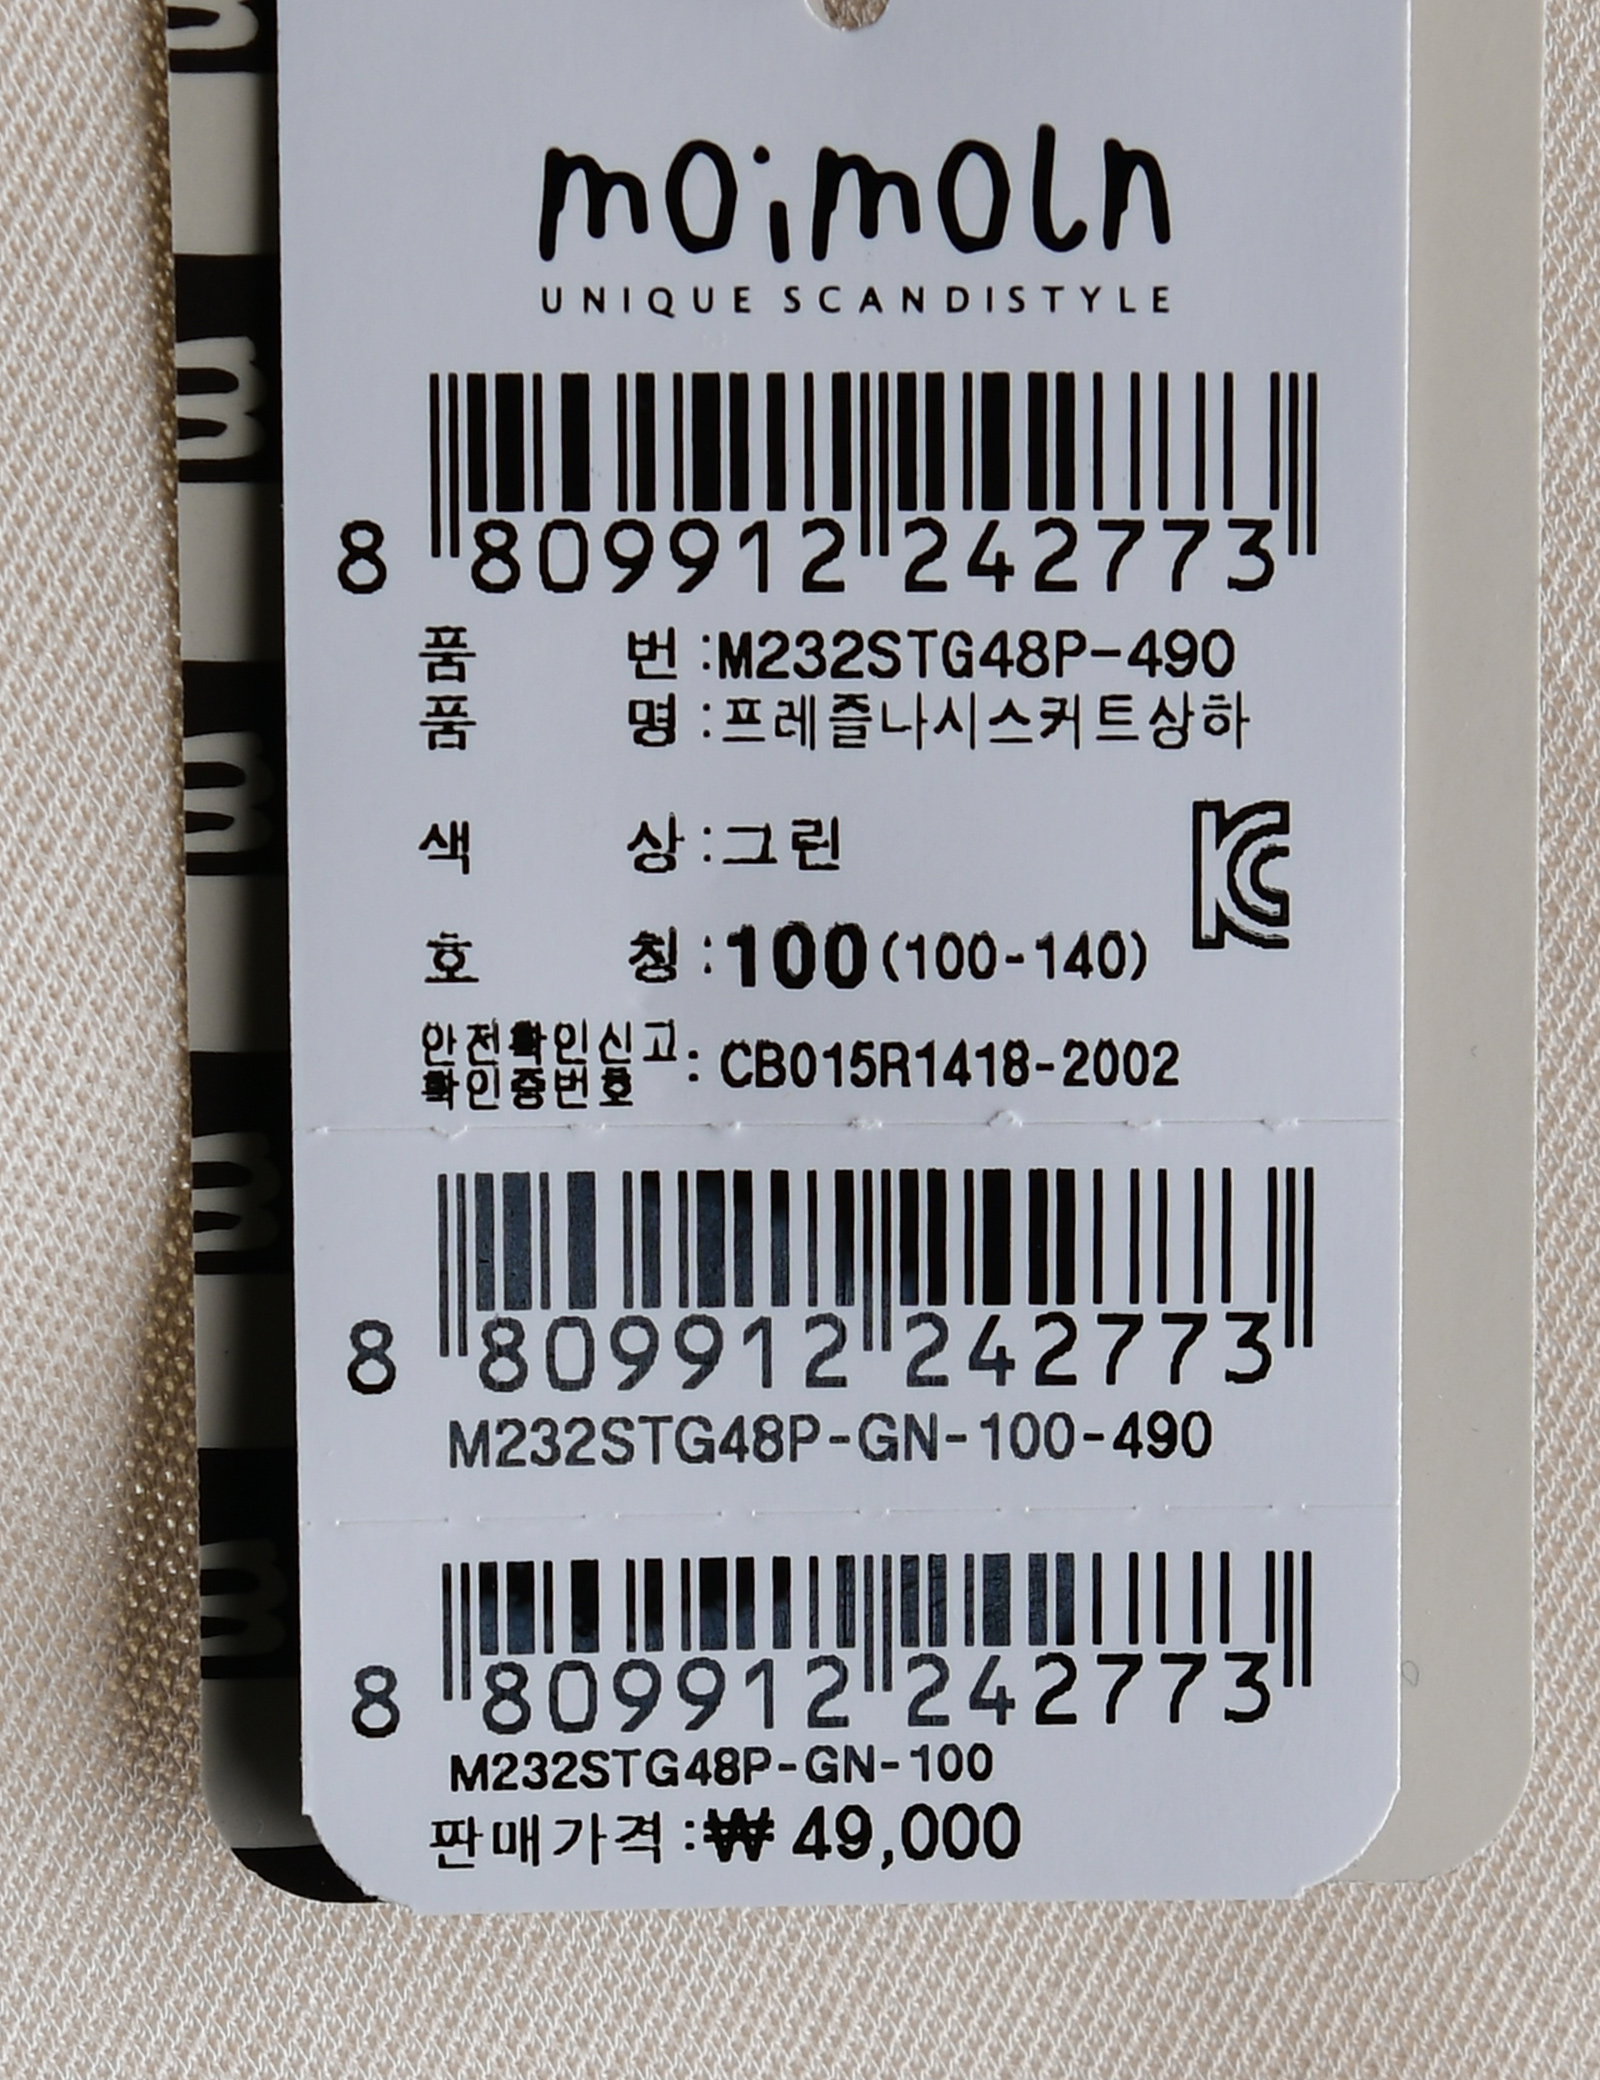 moimoln
UNIQUE SCANDISTYLE
8 809912 242773
품 번 :M232STG48P-490
품 명 :프레즐나시스커트상하
색 상 :그린
호 칭 :100(100-140)
안전확인신고
확인증번호 : CB015R1418-2002
8 809912 242773
M232STG48P-GN-100-490
8 809912 242773
M232STG48P-GN-100
판매가격 :₩ 49,000